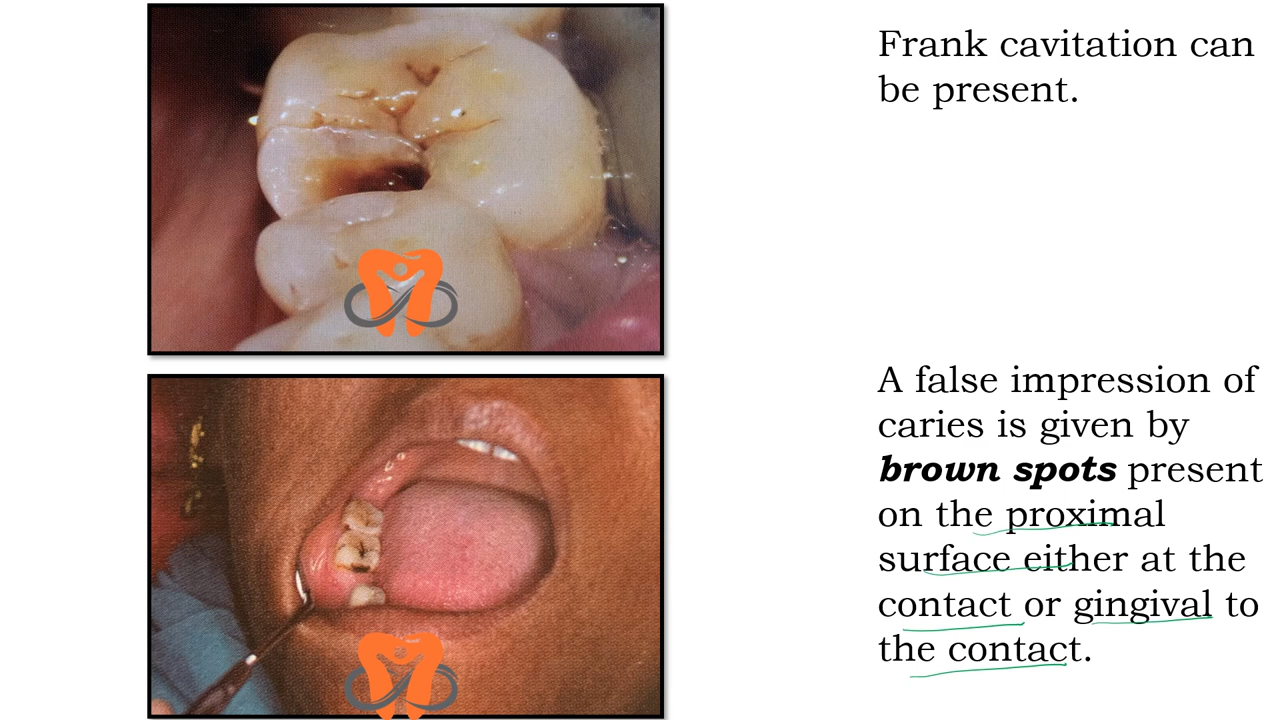 Frank cavitation can
be present.
A false impression of
caries is given by
brown spots present
on the proximal
surface either at the
contact or gingival to
the contact.